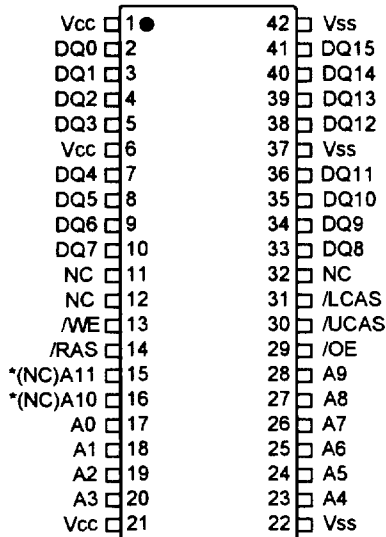 Vcc 1 42 Vss
DQ0 2 41 DQ15
DQ1 3 40 DQ14
DQ2 4 39 DQ13
DQ3 5 38 DQ12
Vcc 6 37 Vss
DQ4 7 36 DQ11
DQ5 8 35 DQ10
DQ6 9 34 DQ9
DQ7 10 33 DQ8
NC 11 32 NC
NC 12 31 /LCAS
/WE 13 30 /UCAS
/RAS 14 29 /OE
*(NC)A11 15 28 A9
*(NC)A10 16 27 A8
A0 17 26 A7
A1 18 25 A6
A2 19 24 A5
A3 20 23 A4
Vcc 21 22 Vss